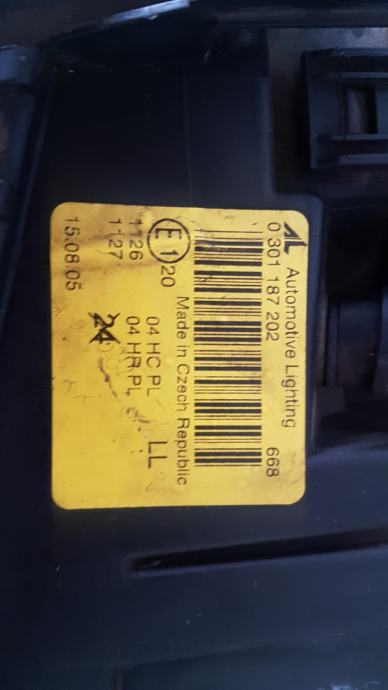 AL Automotive Lighting
0 301 187 202 668
E1 20 Made in Czech Republic
1126 04 HC PL LL
1127 04 HR PL
24
15.08.05